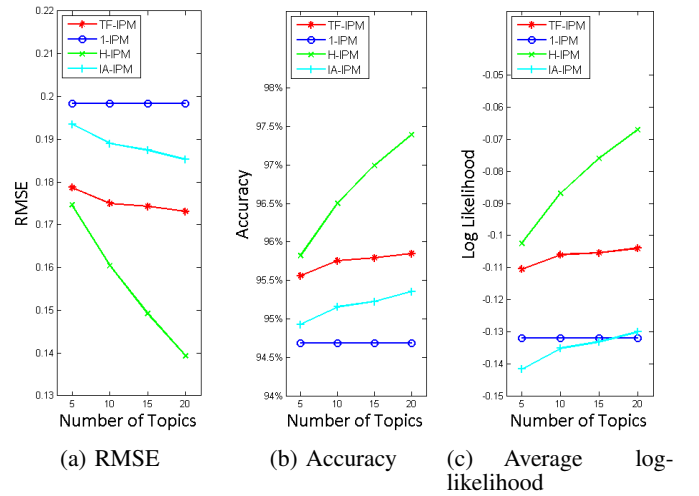 TF-IPM
1-IPM
H-IPM
IA-IPM
0.22
0.21
0.2
0.19
0.18
0.17
0.16
0.15
0.14
0.13
RMSE
5 10 15 20
Number of Topics
(a) RMSE
TF-IPM
1-IPM
H-IPM
IA-IPM
98%
97.5%
97%
96.5%
96%
95.5%
95%
94.5%
94%
Accuracy
5 10 15 20
Number of Topics
(b) Accuracy
TF-IPM
1-IPM
H-IPM
IA-IPM
-0.05
-0.06
-0.07
-0.08
-0.09
-0.1
-0.11
-0.12
-0.13
-0.14
-0.15
Log Likelihood
5 10 15 20
Number of Topics
(c) Average log-
likelihood